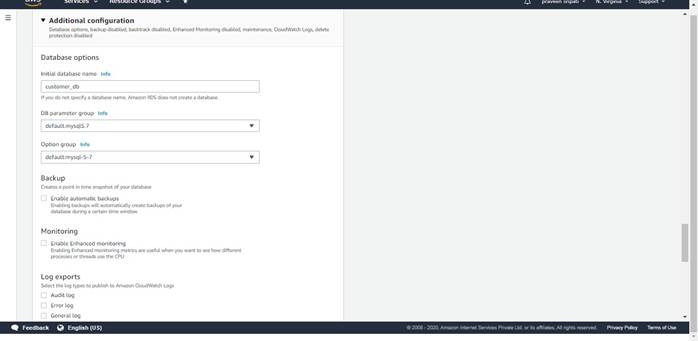 aws Services Resource Groups praveen sripati N. Virginia Support
Additional configuration
Database options, backup disabled, backtrack disabled, Enhanced Monitoring disabled, maintenance, CloudWatch Logs, delete
protection disabled
Database options
Initial database name Info
customer_db
If you do not specify a database name, Amazon RDS does not create a database.
DB parameter group Info
default.mysql5.7
Option group Info
default:mysql-5-7
Backup
Creates a point in time snapshot of your database
Enable automatic backups
Enabling backups will automatically create backups of your
database during a certain time window.
Monitoring
Enable Enhanced monitoring
Enabling Enhanced monitoring metrics are useful when you want to see how different
processes or threads use the CPU
Log exports
Select the log types to publish to Amazon CloudWatch Logs
Audit log
Error log
General log
Feedback English (US) © 2008 - 2020, Amazon Internet Services Private Ltd. or its affiliates. All rights reserved. Privacy Policy Terms of Use